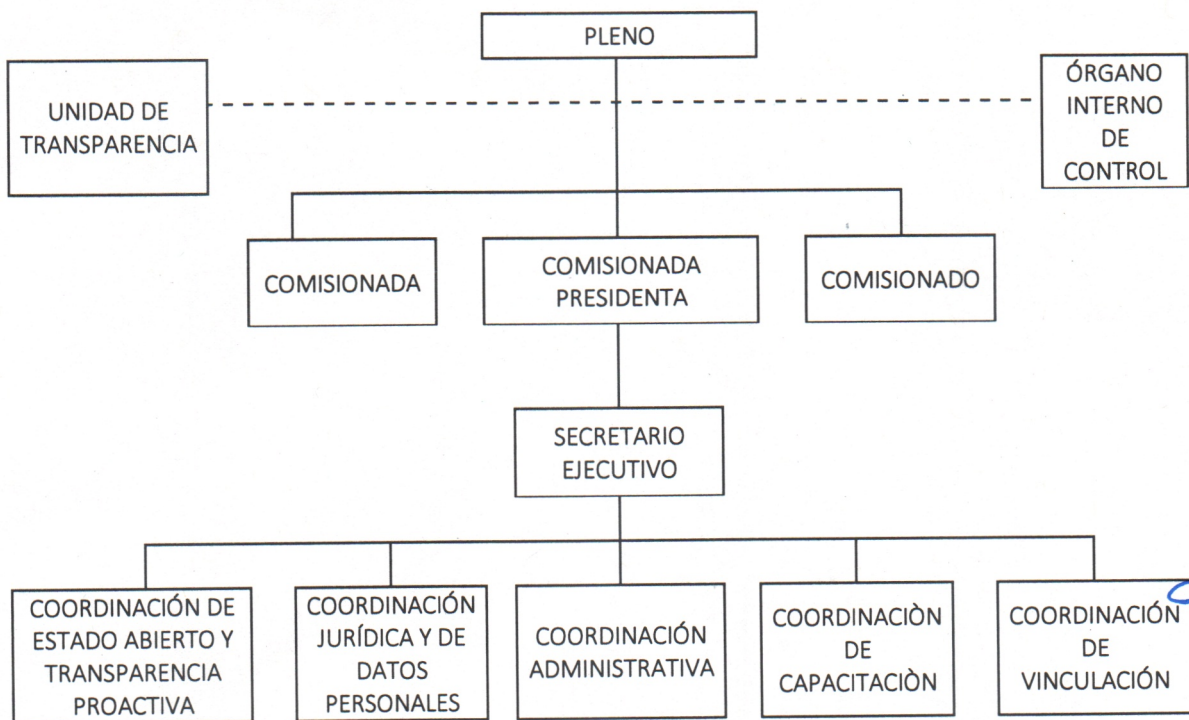 PLENO
UNIDAD DE
TRANSPARENCIA
ÓRGANO
INTERNO
DE
CONTROL
COMISIONADA
COMISIONADA
PRESIDENTA
COMISIONADO
SECRETARIO
EJECUTIVO
COORDINACIÓN DE
ESTADO ABIERTO Y
TRANSPARENCIA
PROACTIVA
COORDINACIÓN
JURÍDICA Y DE
DATOS
PERSONALES
COORDINACIÓN
ADMINISTRATIVA
COORDINACIÒN
DE
CAPACITACIÒN
COORDINACIÓN
DE
VINCULACIÓN